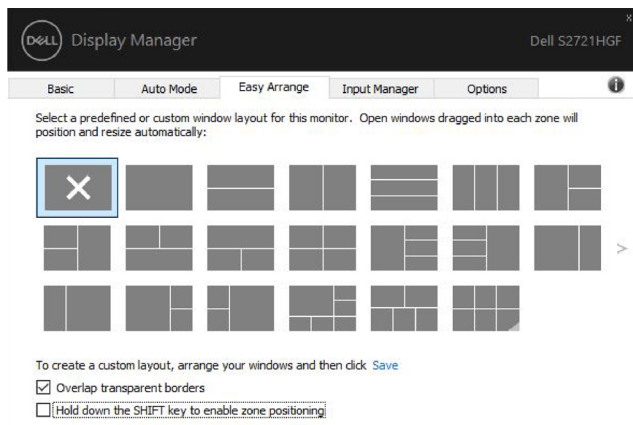 DELL Display Manager Dell S2721HGF
Basic Auto Mode Easy Arrange Input Manager Options
Select a predefined or custom window layout for this monitor. Open windows dragged into each zone will
position and resize automatically:
To create a custom layout, arrange your windows and then click Save
Overlap transparent borders
Hold down the SHIFT key to enable zone positioning